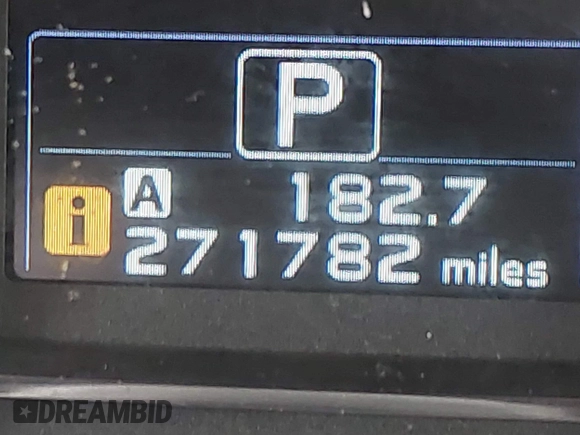 P
A 182.7
i 271782 miles
DREAMBID